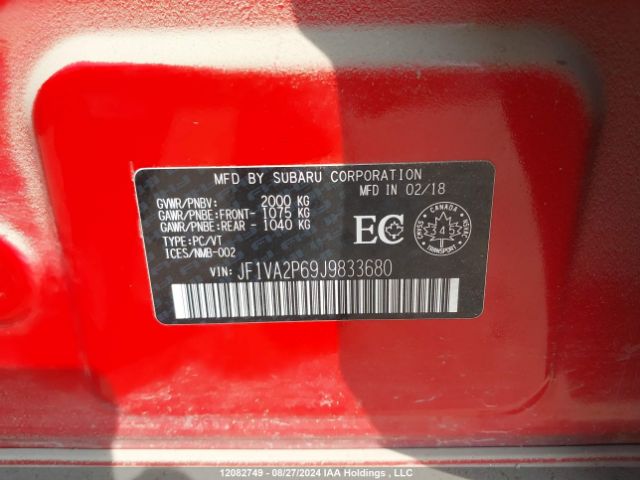 MFD BY SUBARU CORPORATION
MFD IN 02/18
GVWR/PNBV: 2000 KG
GAWR/PNBE:FRONT- 1075 KG
GAWR/PNBE:REAR - 1040 KG
TYPE:PC/VT
ICES/NMB-002
EC
CANADA
4
TRANSPORT
VIN: JF1VA2P69J9833680
12082749 - 08/27/2024 IAA Holdings , LLC